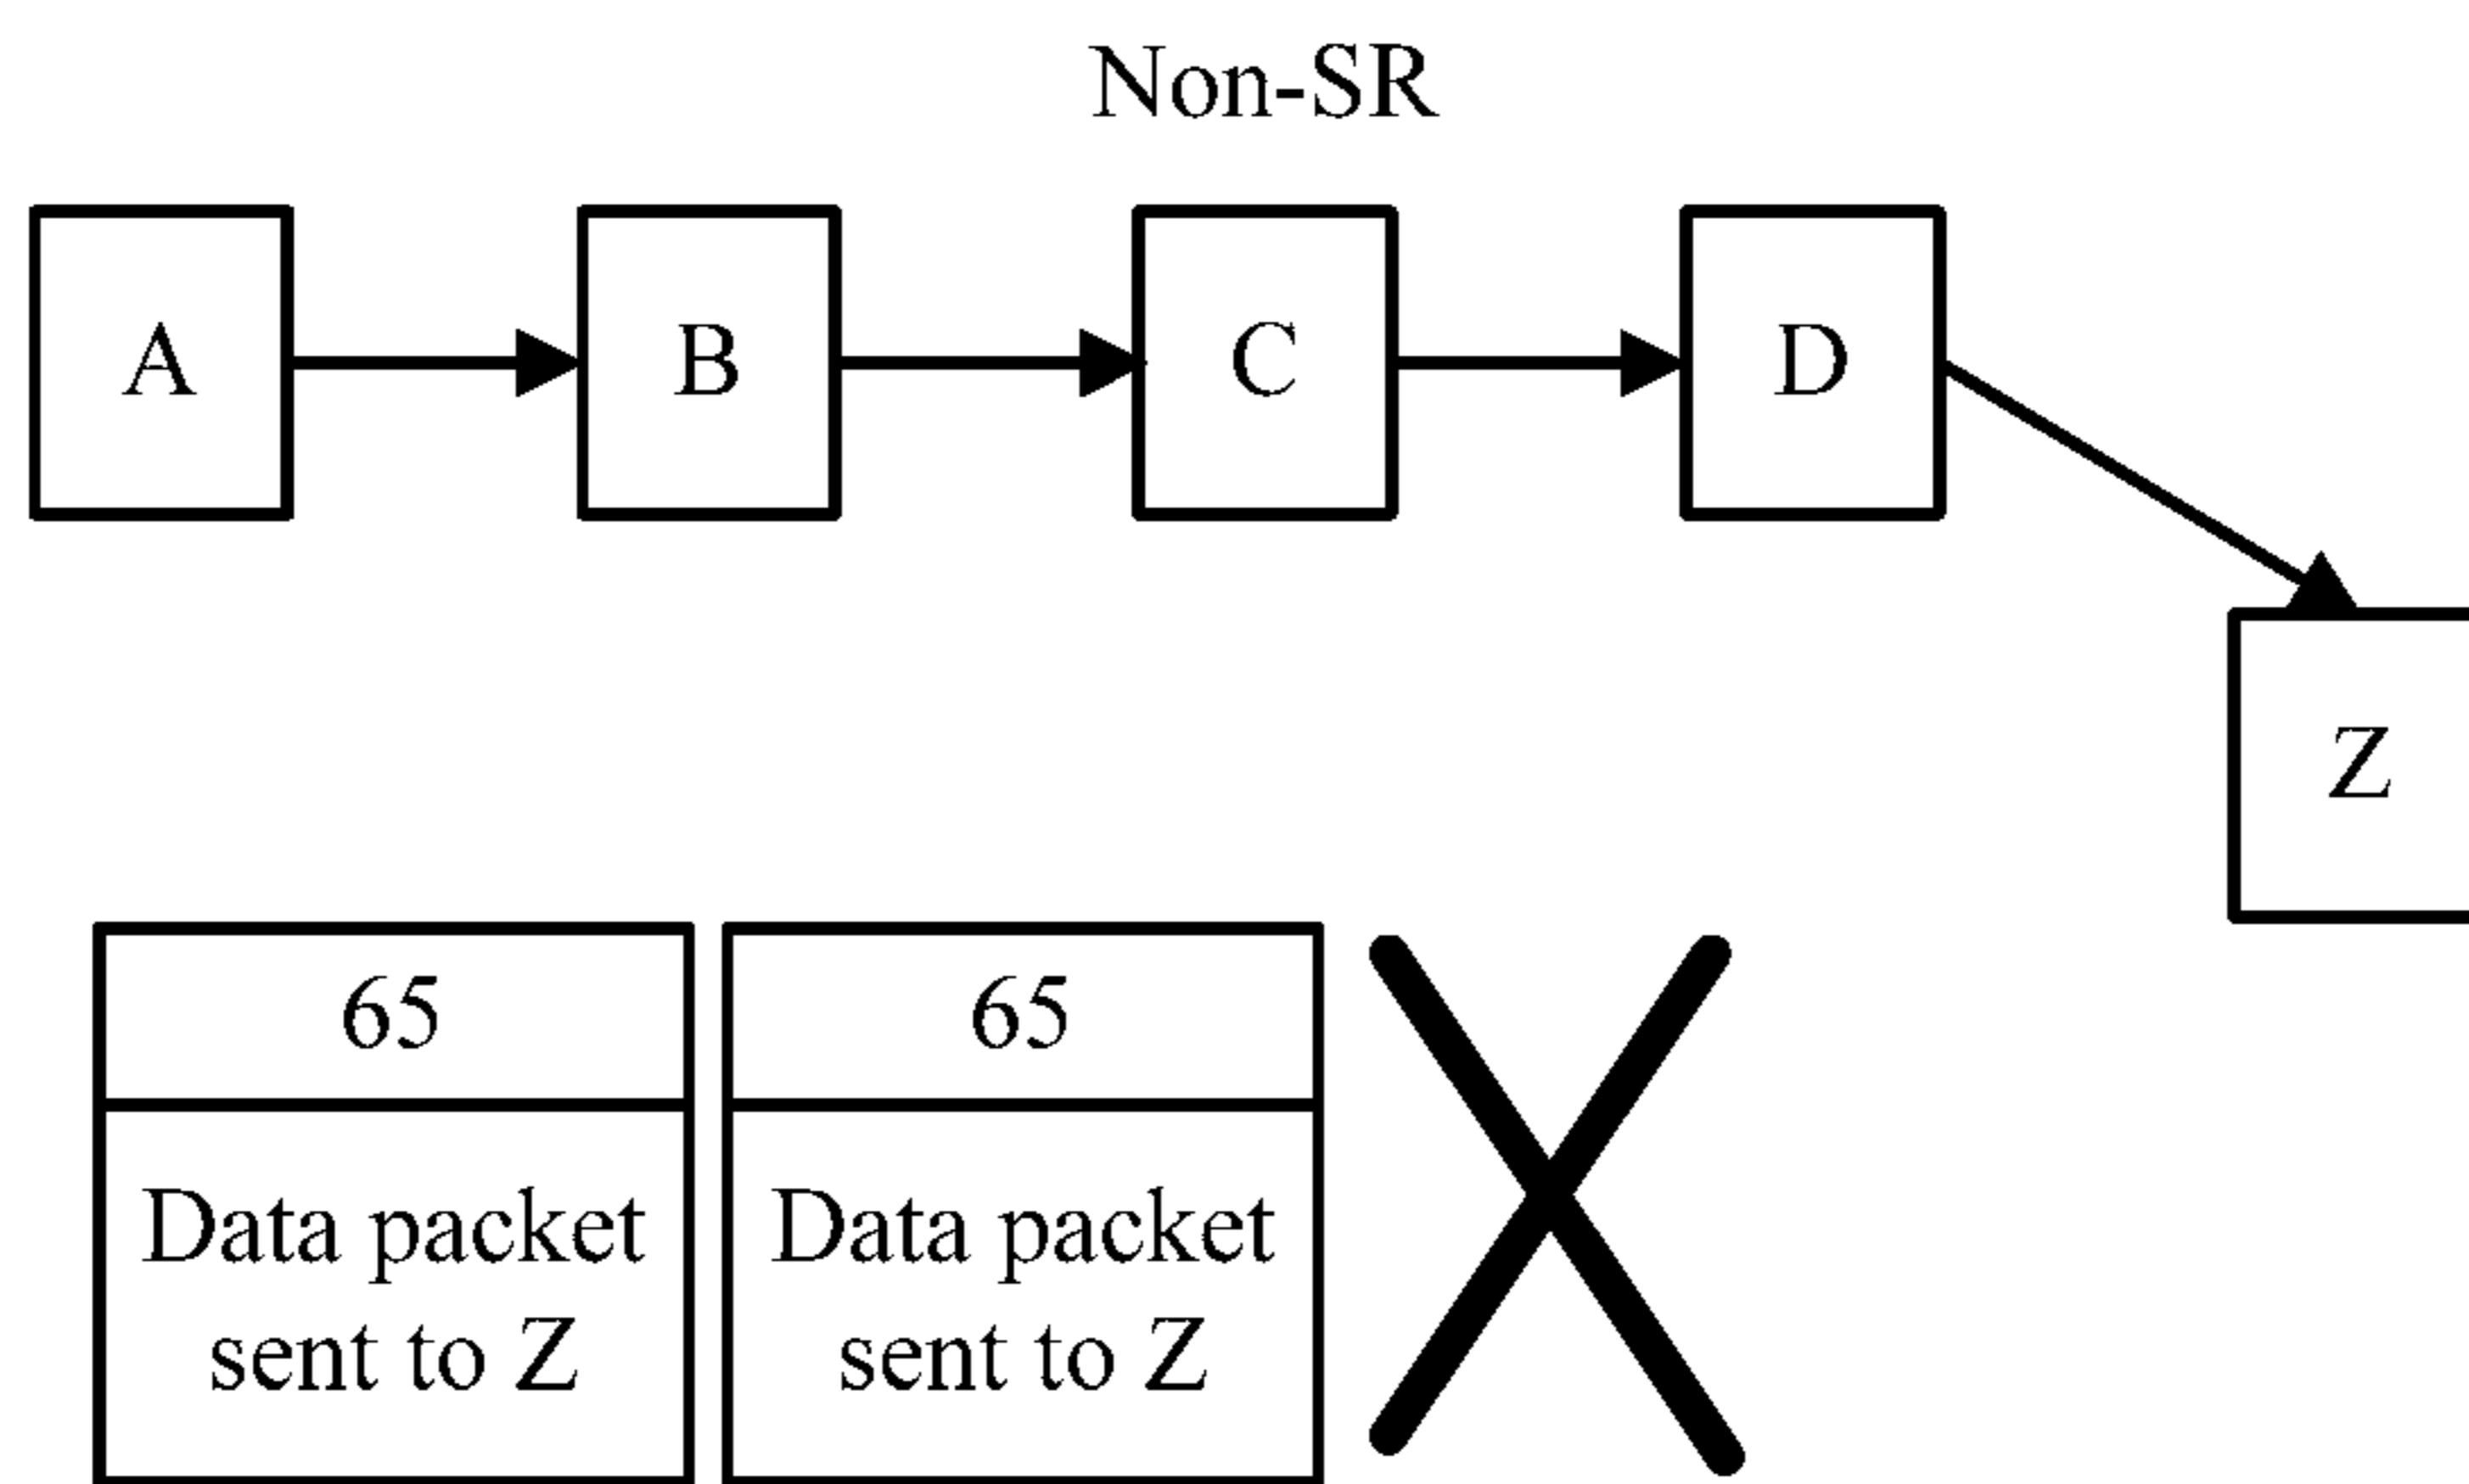 Non-SR
A
B
C
D
Z
65
65
Data packet
sent to Z
Data packet
sent to Z